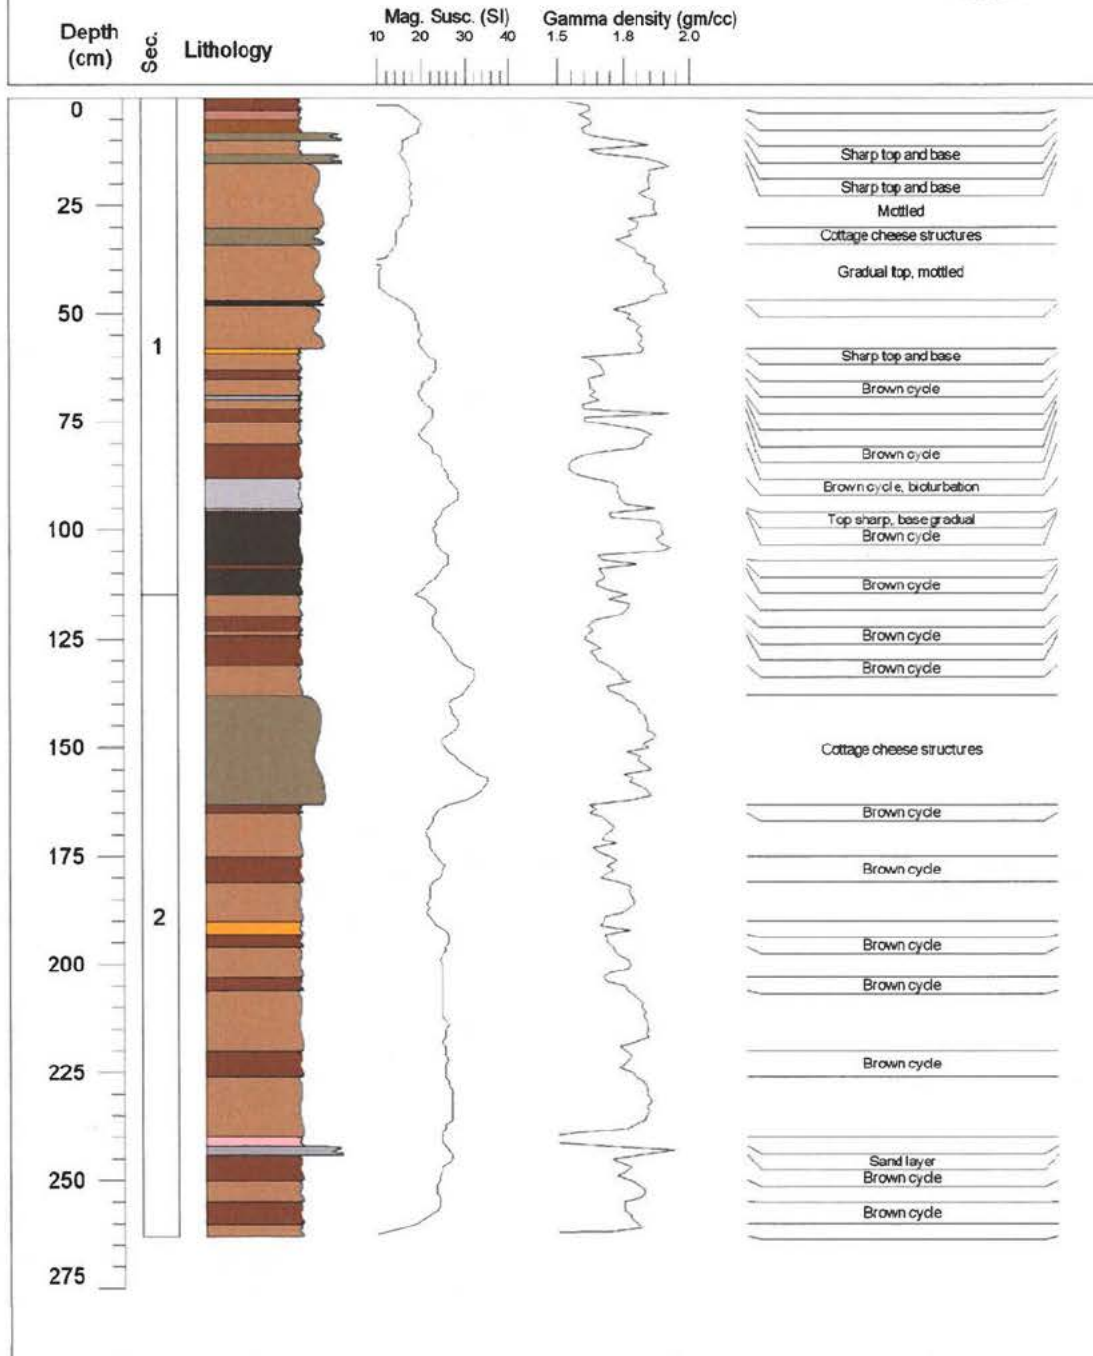 Depth
(cm)
Sec.
Lithology
Mag. Susc. (SI)
10 20 30 40
Gamma density (gm/cc)
1.5 1.8 2.0
0
25
50
75
100
125
150
175
200
225
250
275
1
2
Sharp top and base
Sharp top and base
Mottled
Cottage cheese structures
Gradual top, mottled
Sharp top and base
Brown cycle
Brown cycle
Brown cycle, bioturbation
Top sharp, base gradual
Brown cycle
Brown cycle
Brown cycle
Brown cycle
Cottage cheese structures
Brown cycle
Brown cycle
Brown cycle
Brown cycle
Brown cycle
Sand layer
Brown cycle
Brown cycle